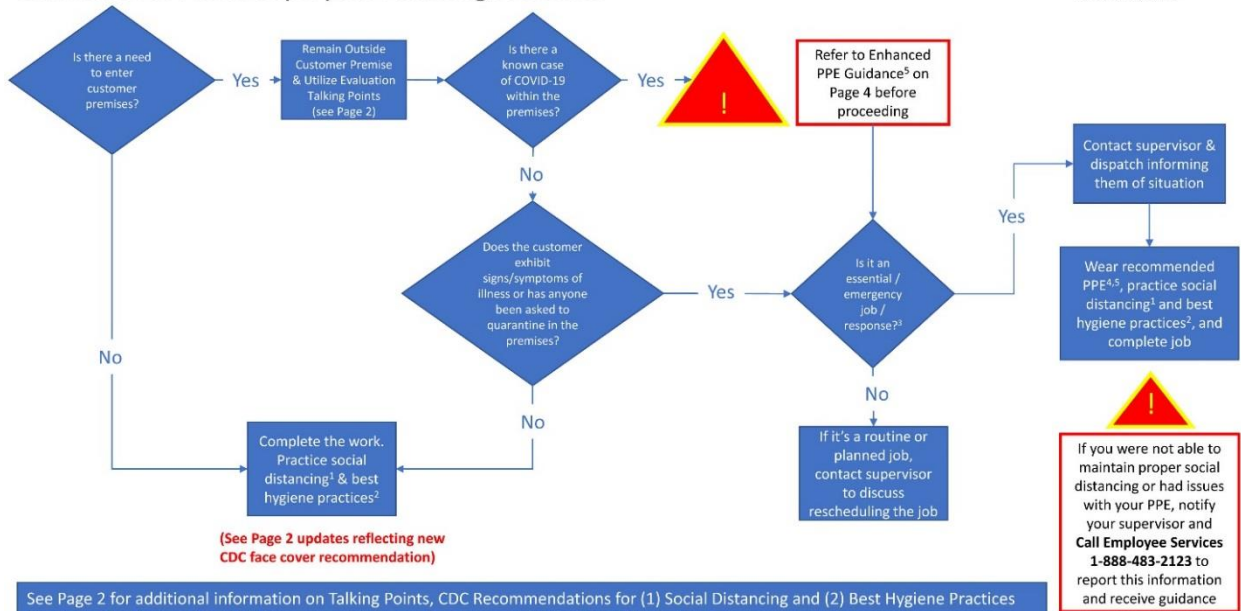 Is there a need
to enter
customer
premises?
Yes
Remain Outside
Customer Premise
& Utilize Evaluation
Talking Points
(see Page 2)
Is there a
known case
of COVID-19
within the
premises?
Yes
!
Refer to Enhanced
PPE Guidance⁵ on
Page 4 before
proceeding
No
Does the customer
exhibit
signs/symptoms of
illness or has anyone
been asked to
quarantine in the
premises?
Yes
Is it an
essential /
emergency
job /
response?³
Yes
Contact supervisor &
dispatch informing
them of situation
Wear recommended
PPE⁴,⁵, practice social
distancing¹ and best
hygiene practices², and
complete job
No
No
No
Complete the work.
Practice social
distancing¹ & best
hygiene practices²
(See Page 2 updates reflecting new
CDC face cover recommendation)
If it's a routine or
planned job,
contact supervisor
to discuss
rescheduling the job
!
If you were not able to
maintain proper social
distancing or had issues
with your PPE, notify
your supervisor and
Call Employee Services
1-888-483-2123 to
report this information
and receive guidance
See Page 2 for additional information on Talking Points, CDC Recommendations for (1) Social Distancing and (2) Best Hygiene Practices